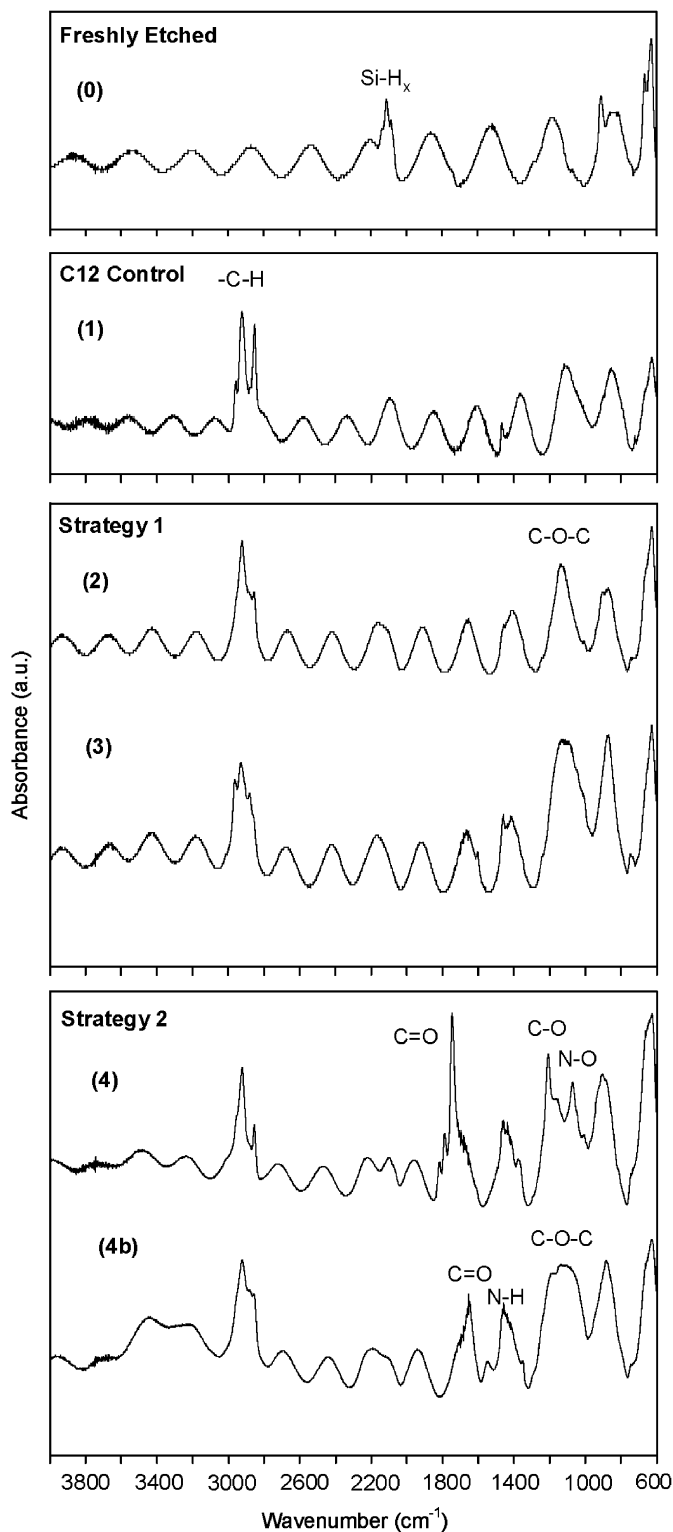 Freshly Etched
(0)
Si-Hx
C12 Control
(1)
-C-H
Strategy 1
(2)
C-O-C
(3)
Absorbance (a.u.)
Strategy 2
(4)
C=O
C-O
N-O
(4b)
C=O
N-H
C-O-C
3800 3400 3000 2600 2200 1800 1400 1000 600
Wavenumber (cm-1)